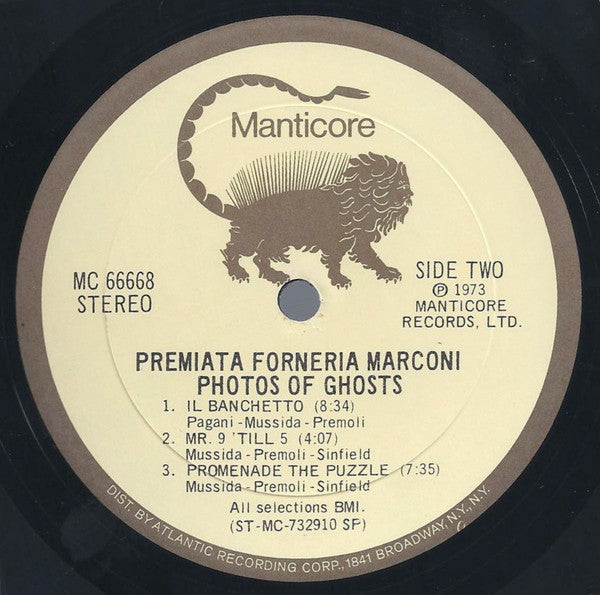 Manticore
MC 66668
STEREO
SIDE TWO
℗ 1973
MANTICORE
RECORDS, LTD.
PREMIATA FORNERIA MARCONI
PHOTOS OF GHOSTS
1. IL BANCHETTO (8:34)
Pagani-Mussida-Premoli
2. MR. 9 'TILL 5 (4:07)
Mussida-Premoli-Sinfield
3. PROMENADE THE PUZZLE (7:35)
Mussida-Premoli-Sinfield
All selections BMI.
(ST-MC-732910 SP)
DIST. BY ATLANTIC RECORDING CORP., 1841 BROADWAY, N.Y., N.Y.